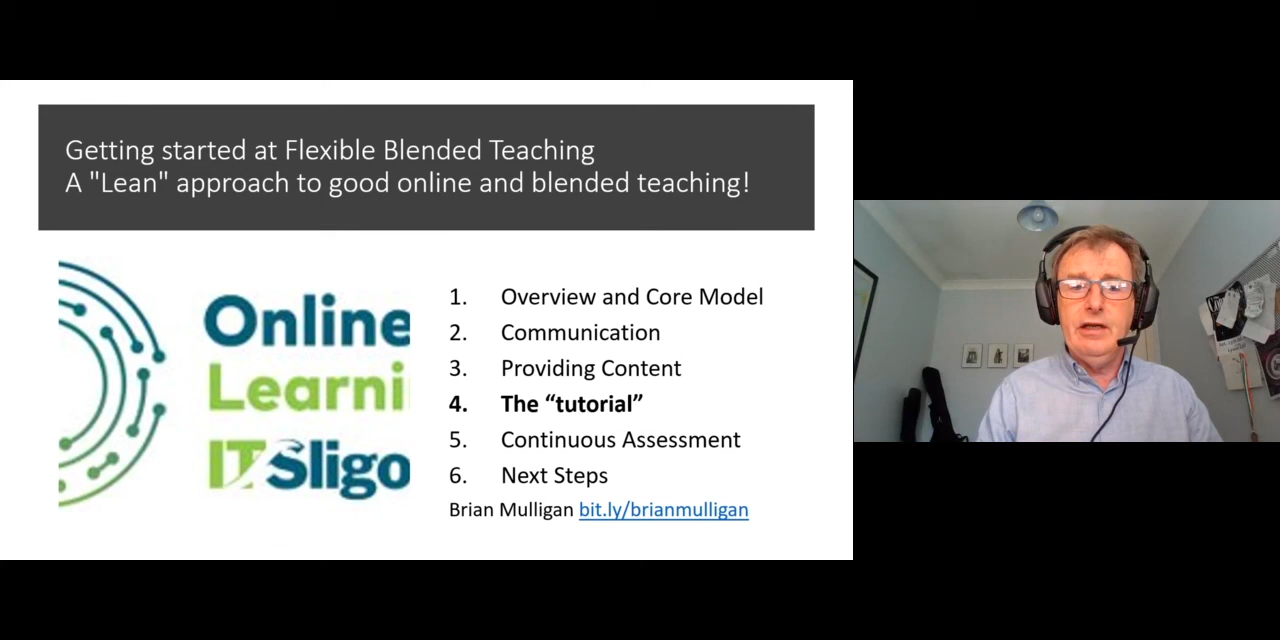 Getting started at Flexible Blended Teaching
A "Lean" approach to good online and blended teaching!
Online
Learni
IT Sligo
1. Overview and Core Model
2. Communication
3. Providing Content
4. The “tutorial”
5. Continuous Assessment
6. Next Steps
Brian Mulligan bit.ly/brianmulligan